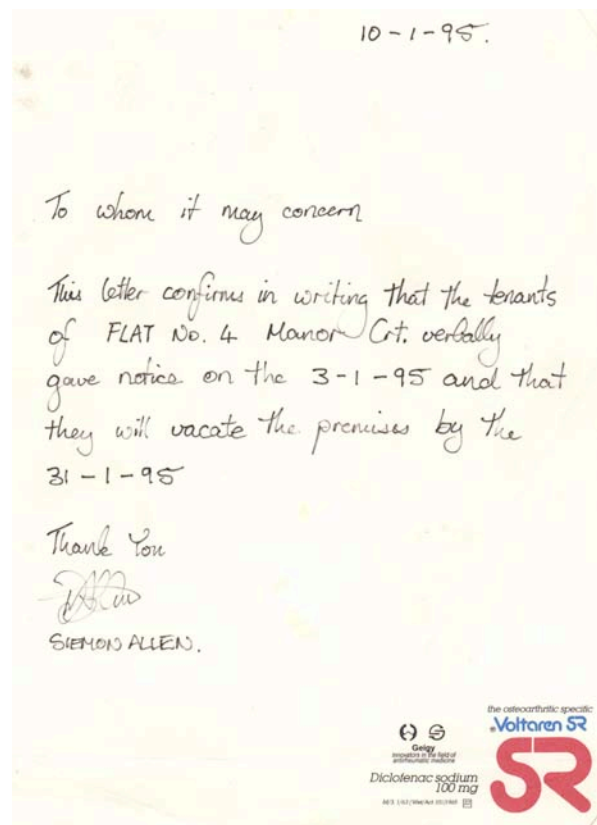 10-1-95.
To whom it may concern
This letter confirms in writing that the tenants
of FLAT No. 4 Manor Crt. verbally
gave notice on the 3-1-95 and that
they will vacate the premises by the
31-1-95
Thank You
SIEMON ALLEN.
the osteoarthritic specific
®Voltaren SR
SR
Geigy
innovators in the field of
antirheumatic medicine
Diclofenac sodium
100 mg